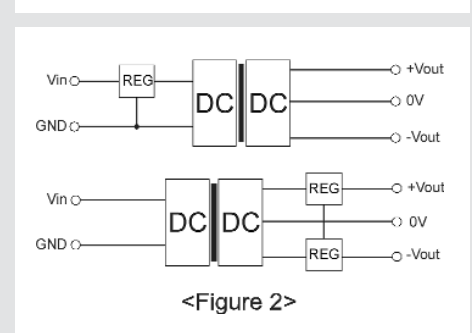 Vin REG DC DC +Vout
0V
GND -Vout
Vin DC DC REG +Vout
0V
GND REG -Vout
<Figure 2>